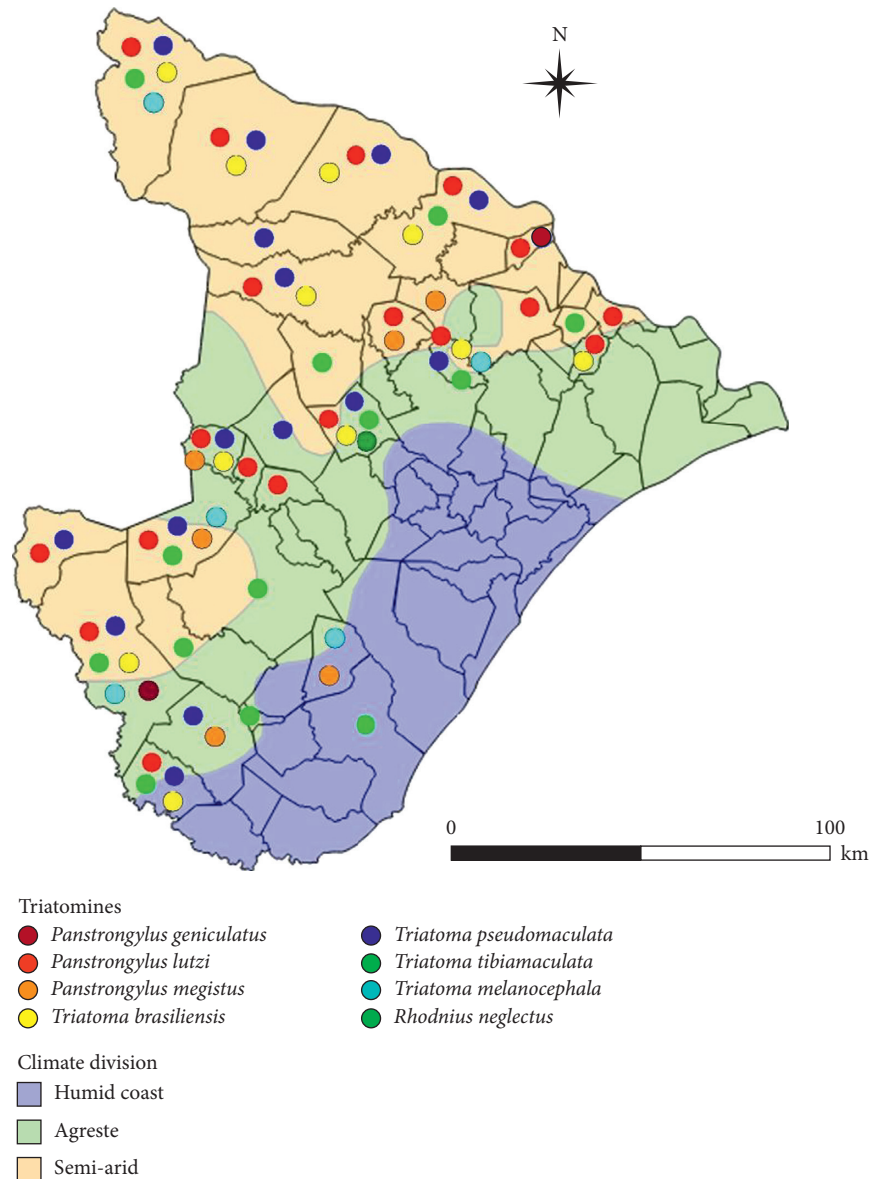 N
0 100
km
Triatomines
Panstrongylus geniculatus
Panstrongylus lutzi
Panstrongylus megistus
Triatoma brasiliensis
Triatoma pseudomaculata
Triatoma tibiamaculata
Triatoma melanocephala
Rhodnius neglectus
Climate division
Humid coast
Agreste
Semi-arid